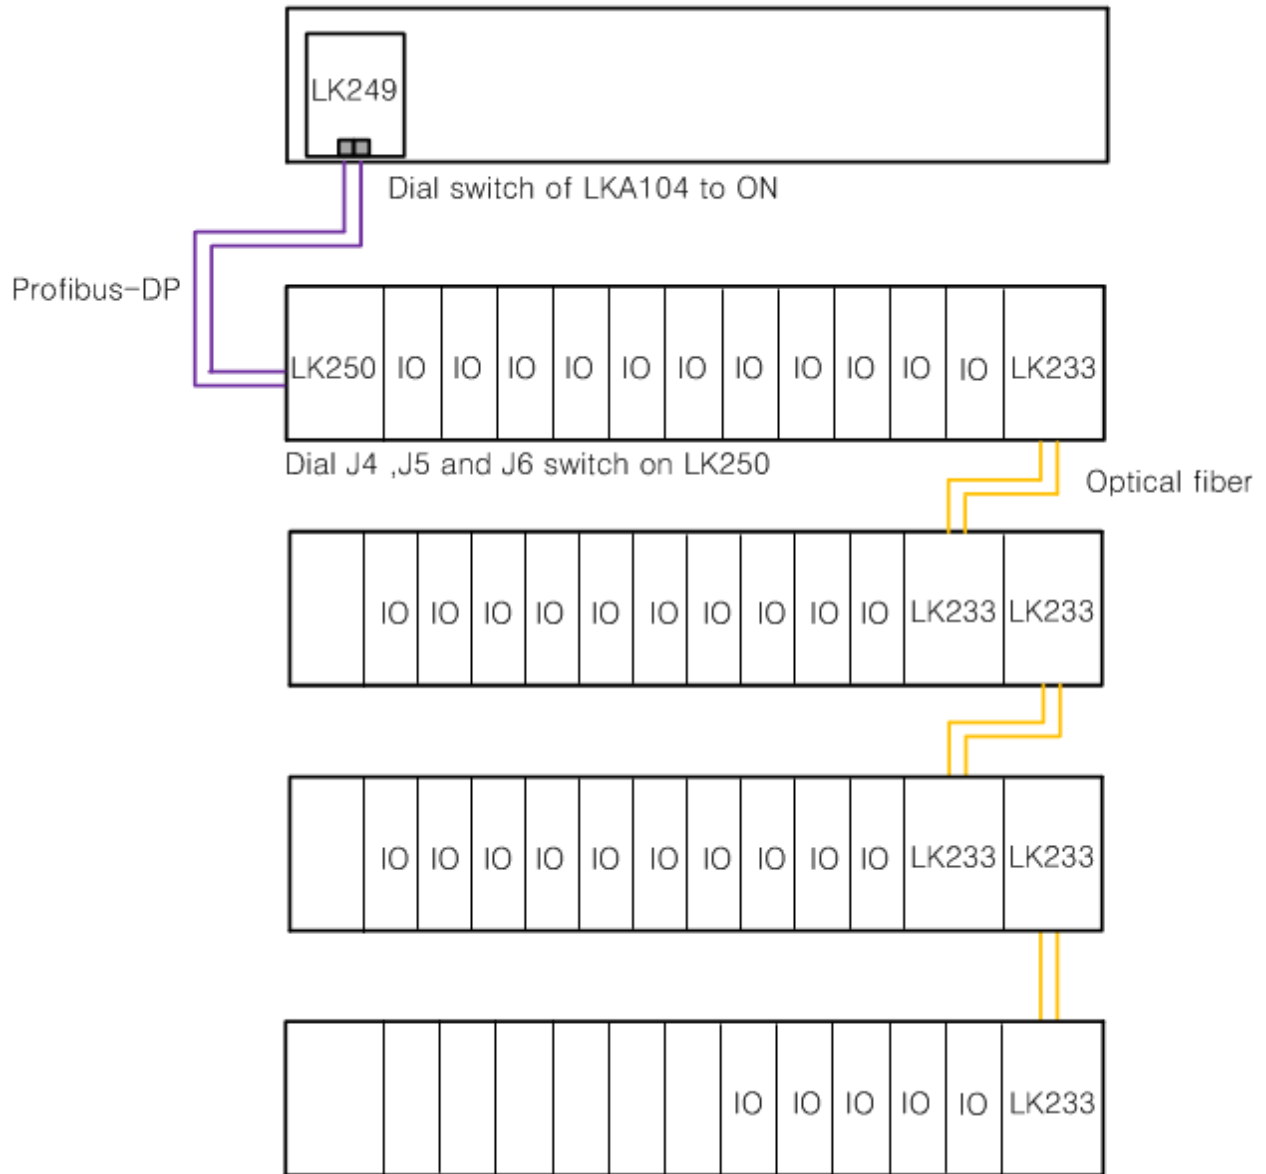 LK249
Dial switch of LKA104 to ON
Profibus-DP
LK250 IO IO IO IO IO IO IO IO IO IO IO LK233
Dial J4 ,J5 and J6 switch on LK250
Optical fiber
IO IO IO IO IO IO IO IO IO IO LK233 LK233
IO IO IO IO IO IO IO IO IO IO LK233 LK233
IO IO IO IO IO LK233